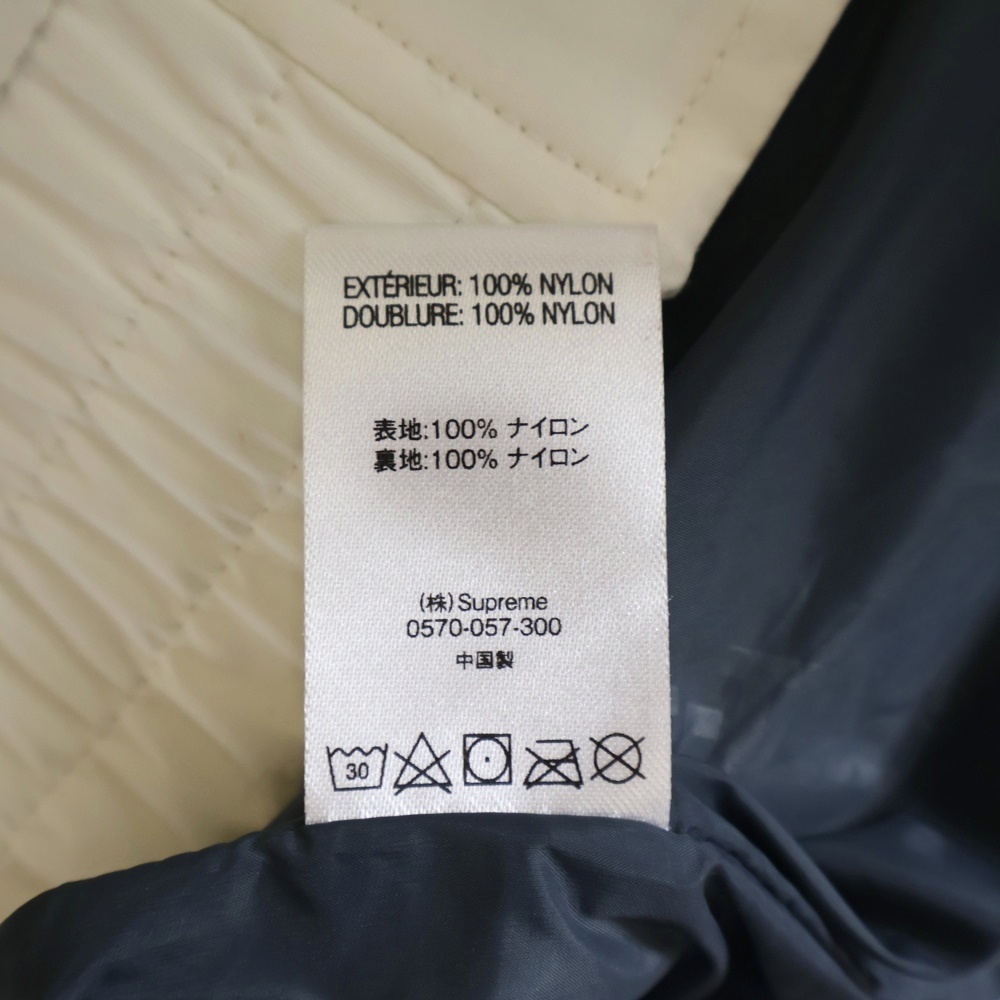 EXTÉRIEUR: 100% NYLON
DOUBLURE: 100% NYLON
表地:100% ナイロン
裏地:100% ナイロン
(株)Supreme
0570-057-300
中国製
30